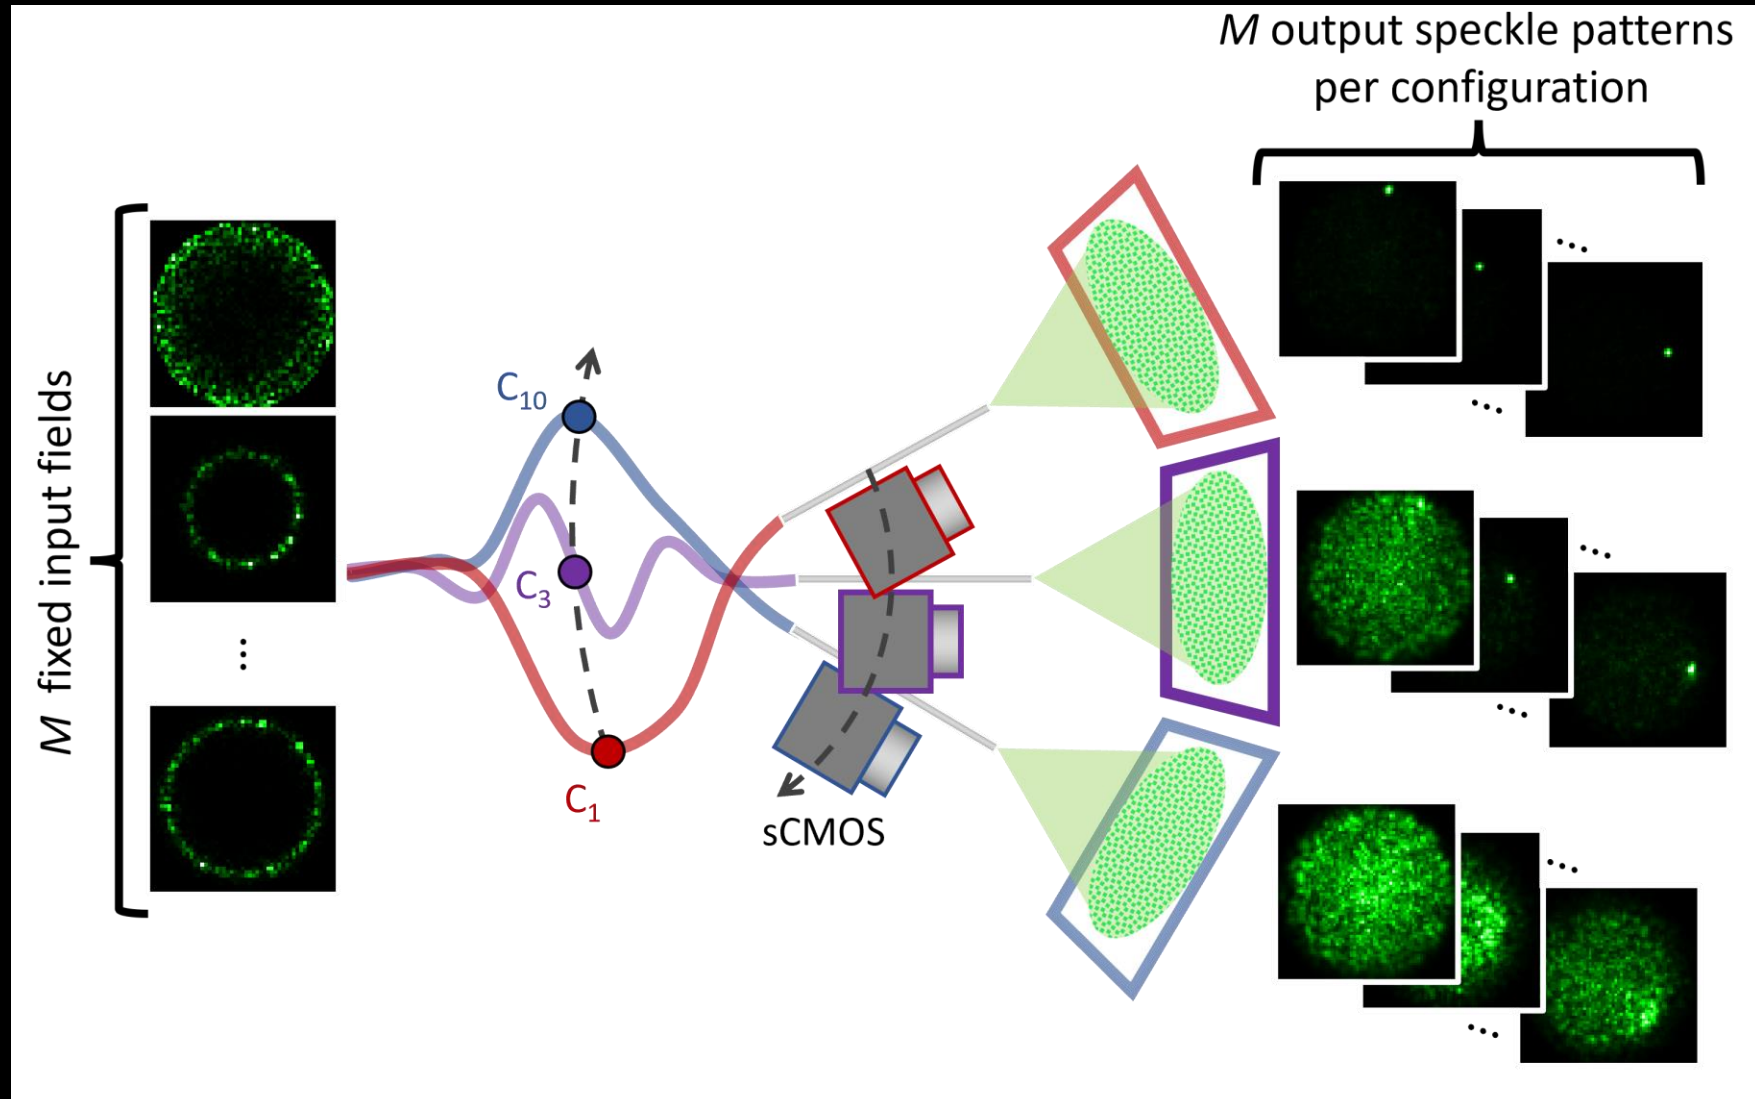 M output speckle patterns
per configuration
M fixed input fields
C10
C3
C1
sCMOS